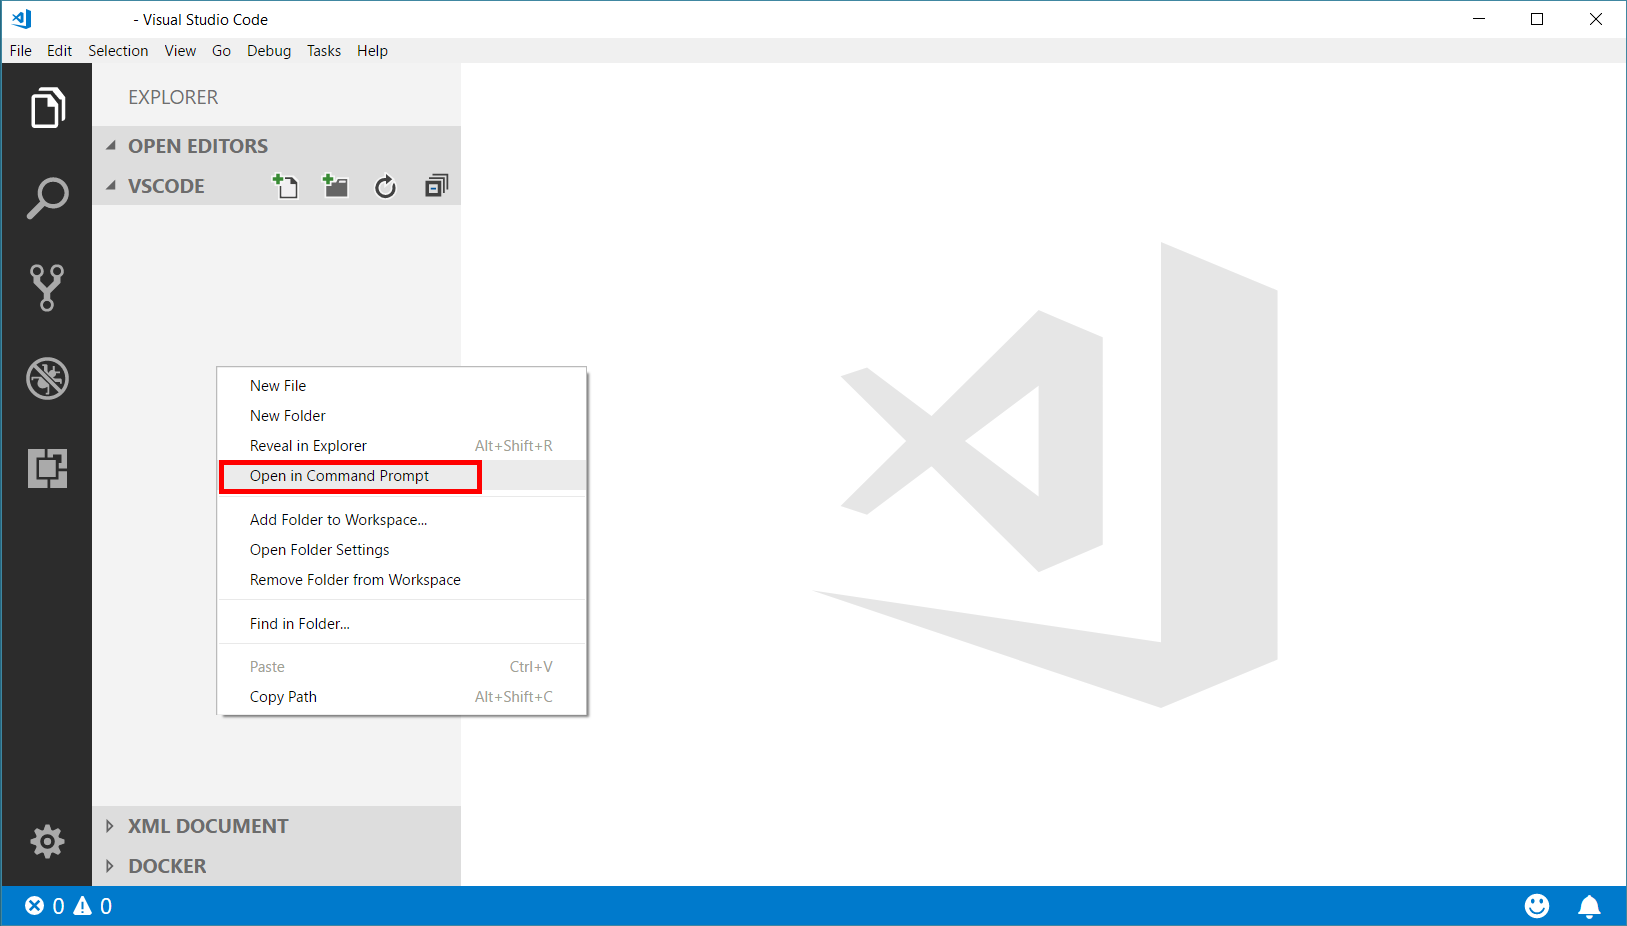 - Visual Studio Code
File Edit Selection View Go Debug Tasks Help
EXPLORER
OPEN EDITORS
VSCODE
New File
New Folder
Reveal in Explorer Alt+Shift+R
Open in Command Prompt
Add Folder to Workspace...
Open Folder Settings
Remove Folder from Workspace
Find in Folder...
Paste Ctrl+V
Copy Path Alt+Shift+C
XML DOCUMENT
DOCKER
0 0